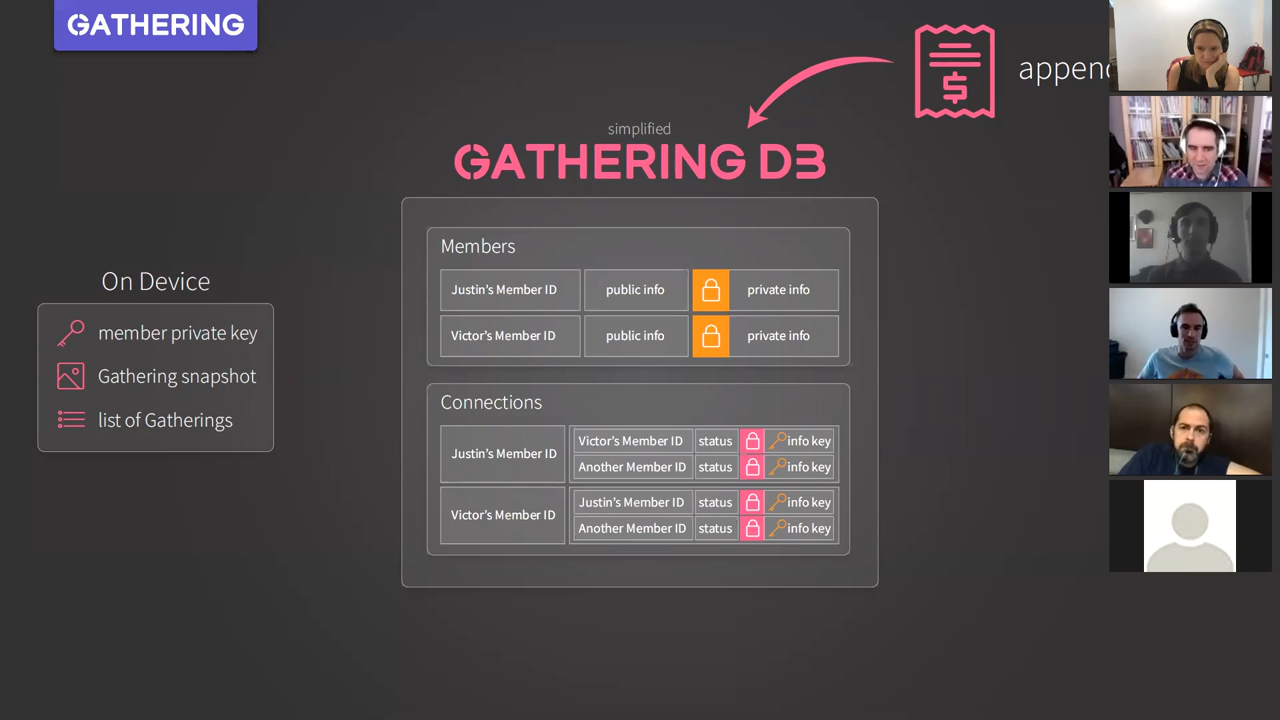 GATHERING
append
simplified
GATHERING DB
On Device
member private key
Gathering snapshot
list of Gatherings
Members
Justin's Member ID public info private info
Victor's Member ID public info private info
Connections
Justin's Member ID
Victor's Member ID status info key
Another Member ID status info key
Victor's Member ID
Justin's Member ID status info key
Another Member ID status info key
$